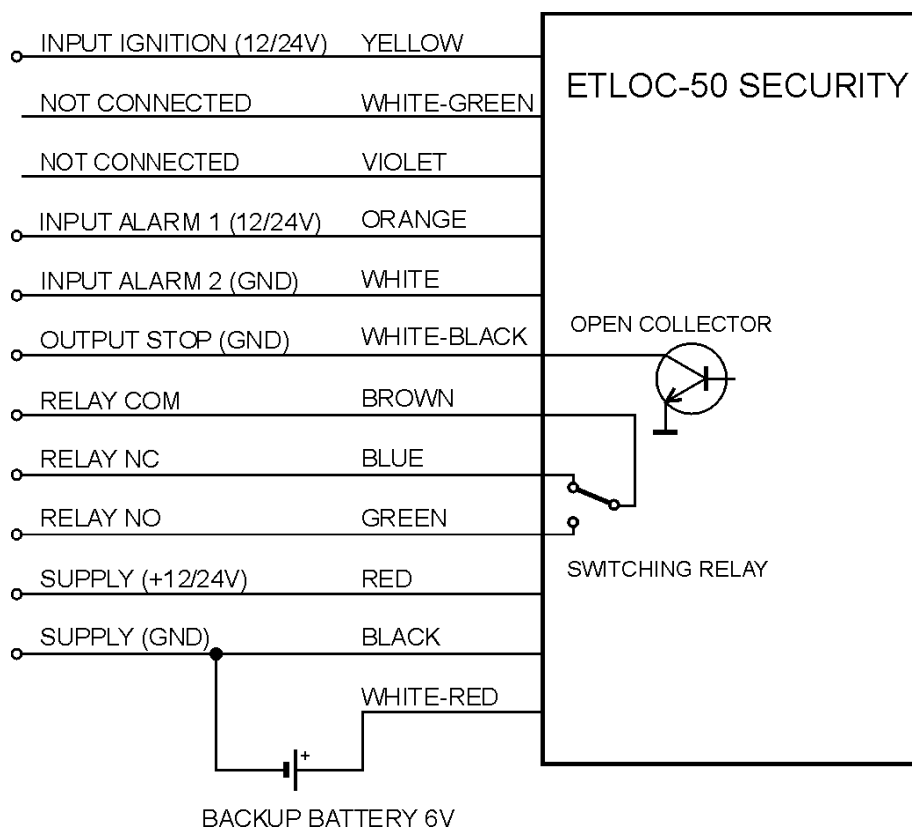 INPUT IGNITION (12/24V) YELLOW
ETLOC-50 SECURITY
NOT CONNECTED WHITE-GREEN
NOT CONNECTED VIOLET
INPUT ALARM 1 (12/24V) ORANGE
INPUT ALARM 2 (GND) WHITE
OUTPUT STOP (GND) WHITE-BLACK
OPEN COLLECTOR
RELAY COM BROWN
RELAY NC BLUE
RELAY NO GREEN
SWITCHING RELAY
SUPPLY (+12/24V) RED
SUPPLY (GND) BLACK
WHITE-RED
+
BACKUP BATTERY 6V